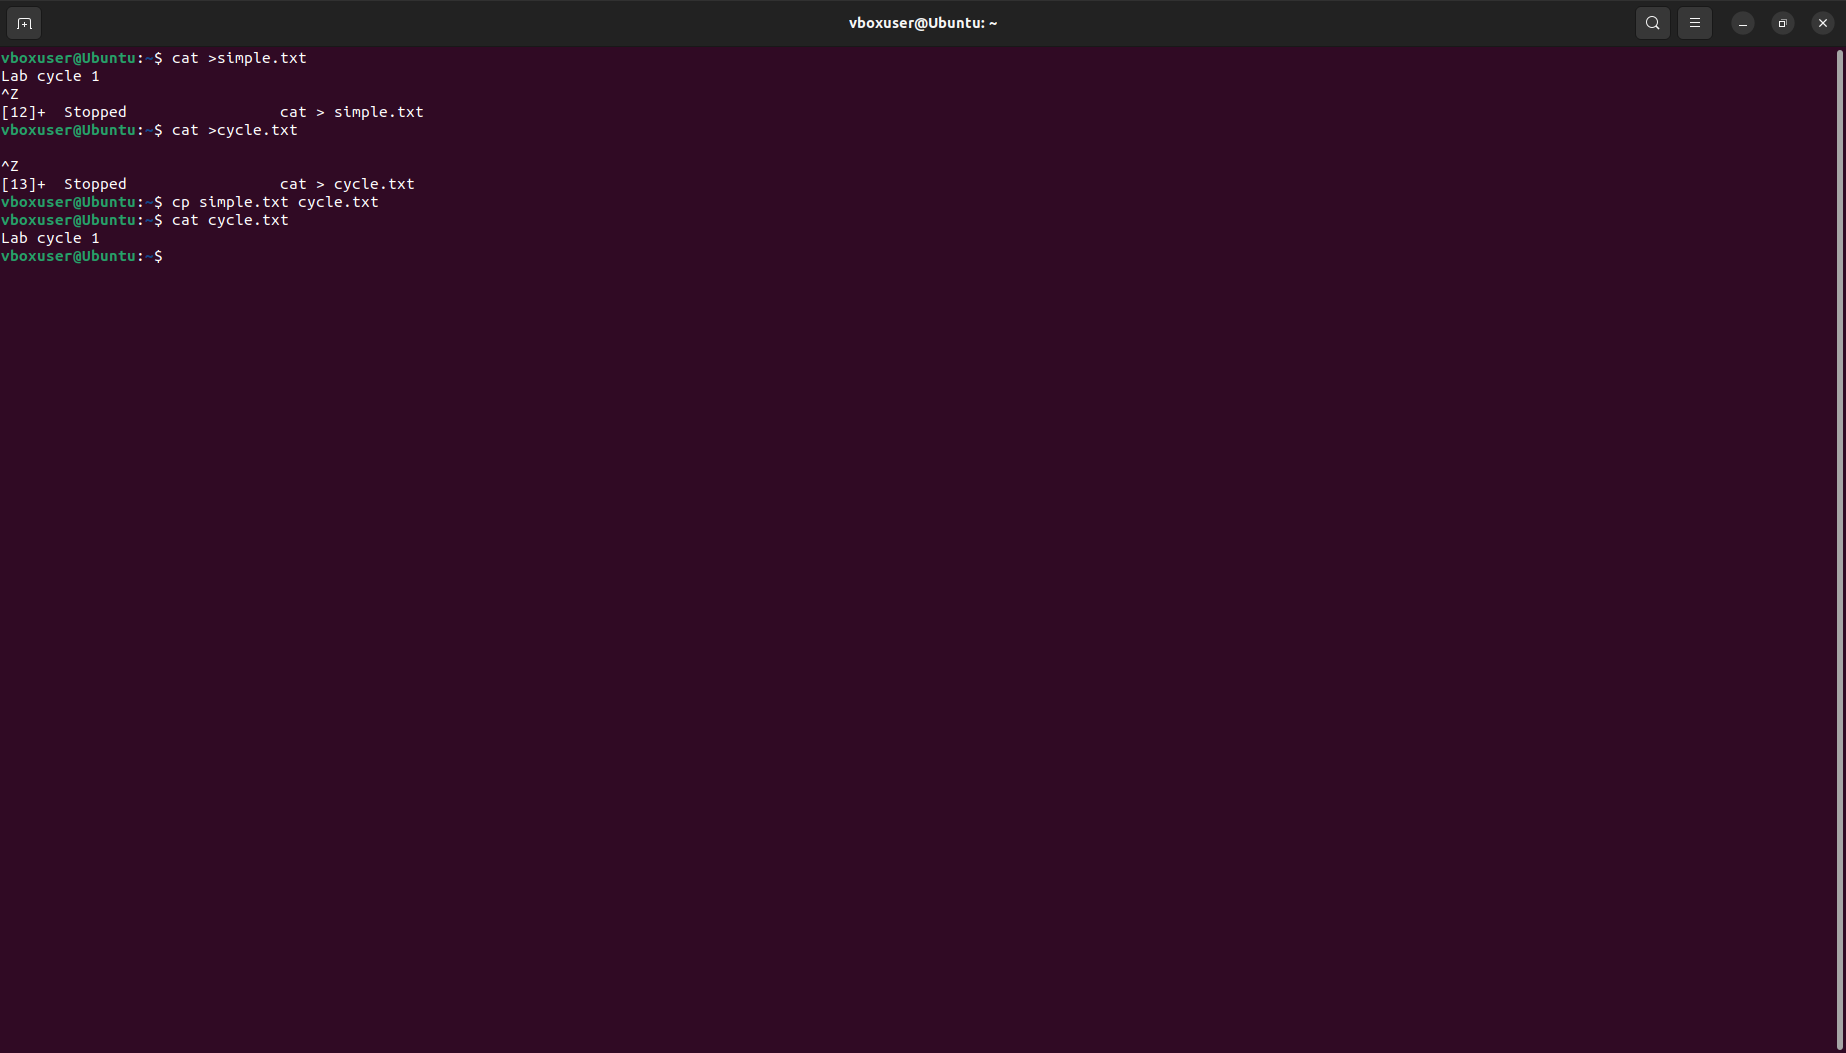 vboxuser@Ubuntu: ~
vboxuser@Ubuntu:~$ cat >simple.txt
Lab cycle 1
^Z
[12]+  Stopped                 cat > simple.txt
vboxuser@Ubuntu:~$ cat >cycle.txt

^Z
[13]+  Stopped                 cat > cycle.txt
vboxuser@Ubuntu:~$ cp simple.txt cycle.txt
vboxuser@Ubuntu:~$ cat cycle.txt
Lab cycle 1
vboxuser@Ubuntu:~$